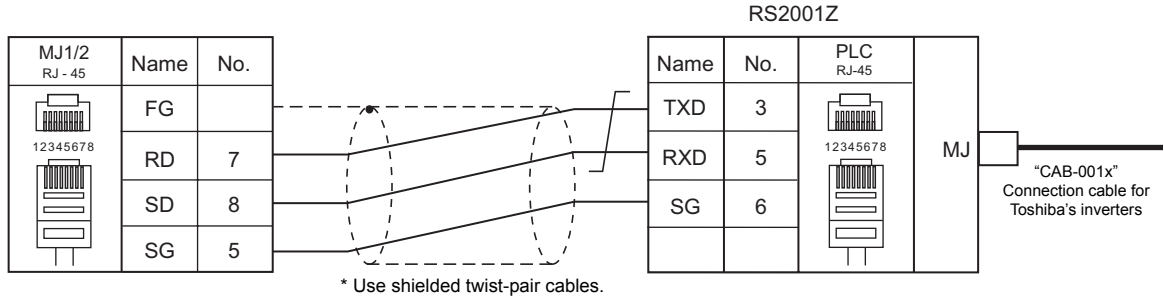 RS2001Z
MJ1/2
RJ - 45
Name No.
FG
RD 7
SD 8
SG 5
12345678
Name No.
TXD 3
RXD 5
SG 6
PLC
RJ-45
12345678
MJ
“CAB-001x”
Connection cable for
Toshiba’s inverters
* Use shielded twist-pair cables.